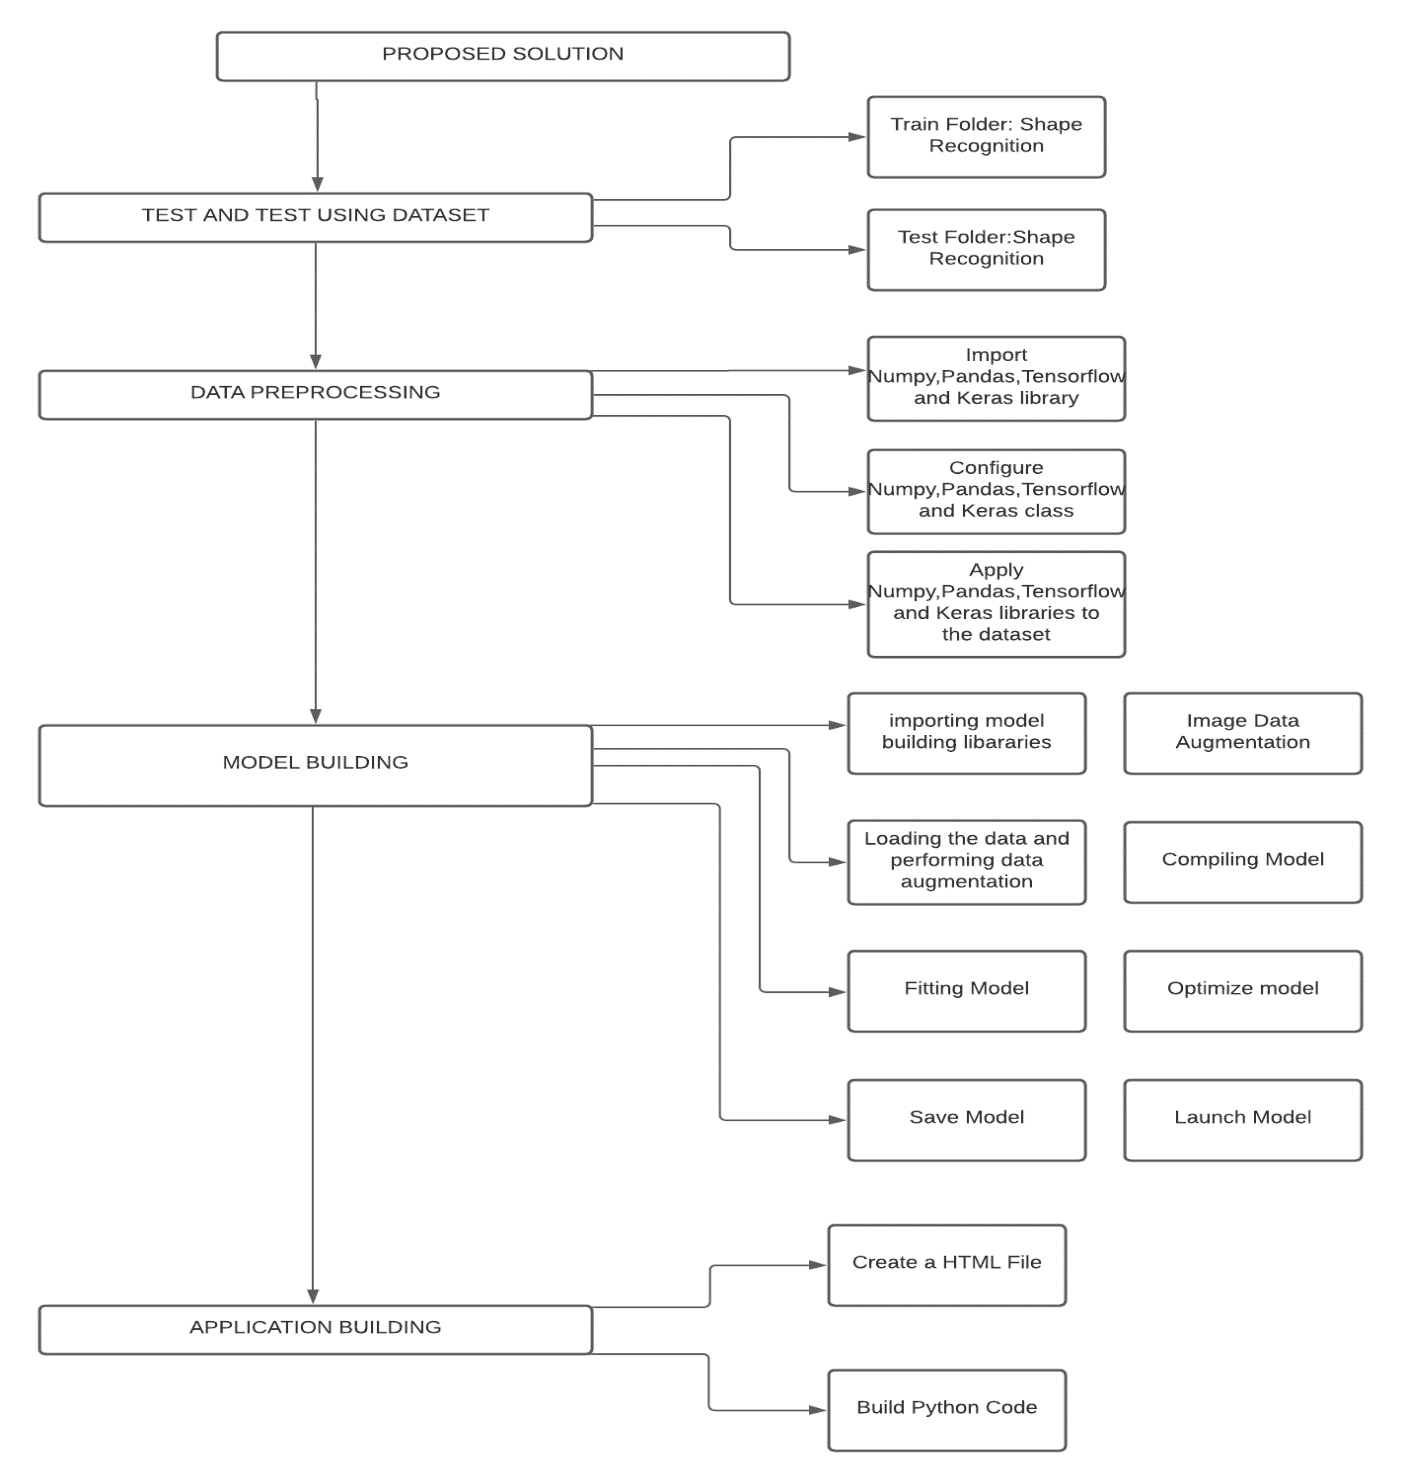 PROPOSED SOLUTION
Train Folder: Shape
Recognition
TEST AND TEST USING DATASET
Test Folder:Shape
Recognition
DATA PREPROCESSING
Import
Numpy,Pandas,Tensorflow
and Keras library
Configure
Numpy,Pandas,Tensorflow
and Keras class
Apply
Numpy,Pandas,Tensorflow
and Keras libraries to
the dataset
MODEL BUILDING
importing model
building libararies
Image Data
Augmentation
Loading the data and
performing data
augmentation
Compiling Model
Fitting Model
Optimize model
Save Model
Launch Model
Create a HTML File
APPLICATION BUILDING
Build Python Code